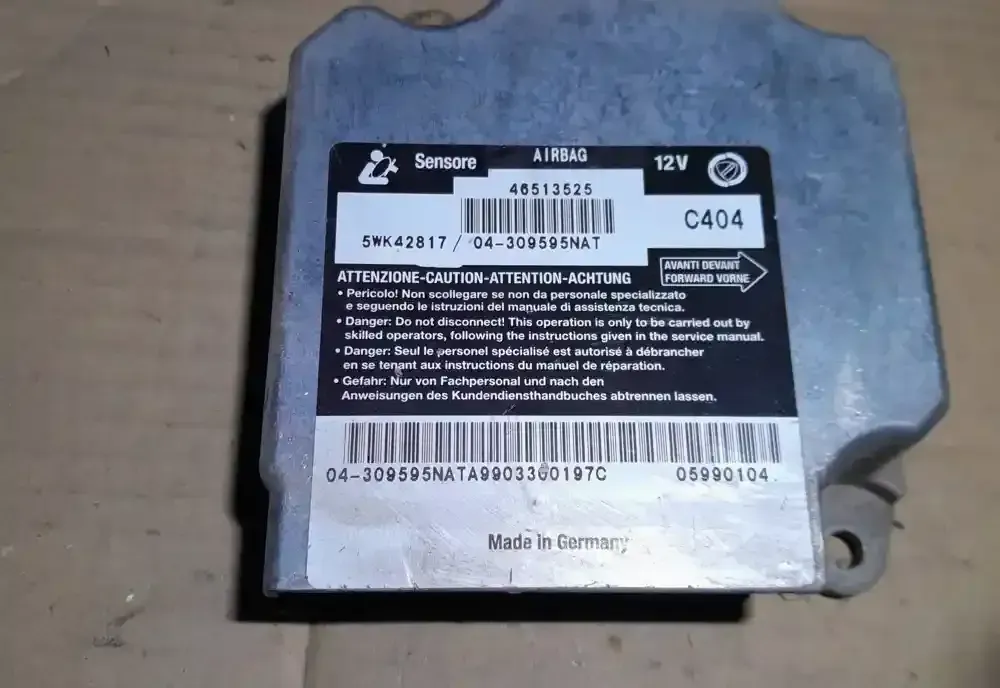 Sensore AIRBAG 12V
46513525
C404
5WK42817 / 04-309595NAT
ATTENZIONE-CAUTION-ATTENTION-ACHTUNG
AVANTI DEVANT
FORWARD VORNE
• Pericolo! Non scollegare se non da personale specializzato
e seguendo le istruzioni del manuale di assistenza tecnica.
• Danger: Do not disconnect! This operation is only to be carried out by
skilled operators, following the instructions given in the service manual.
• Danger: Seul le personel spécialisé est autorisé à débrancher
en se tenant aux instructions du manuel de réparation.
• Gefahr: Nur von Fachpersonal und nach den
Anweisungen des Kundendiensthandbuches abtrennen lassen.
04-309595NATA9903300197C 05990104
Made in Germany